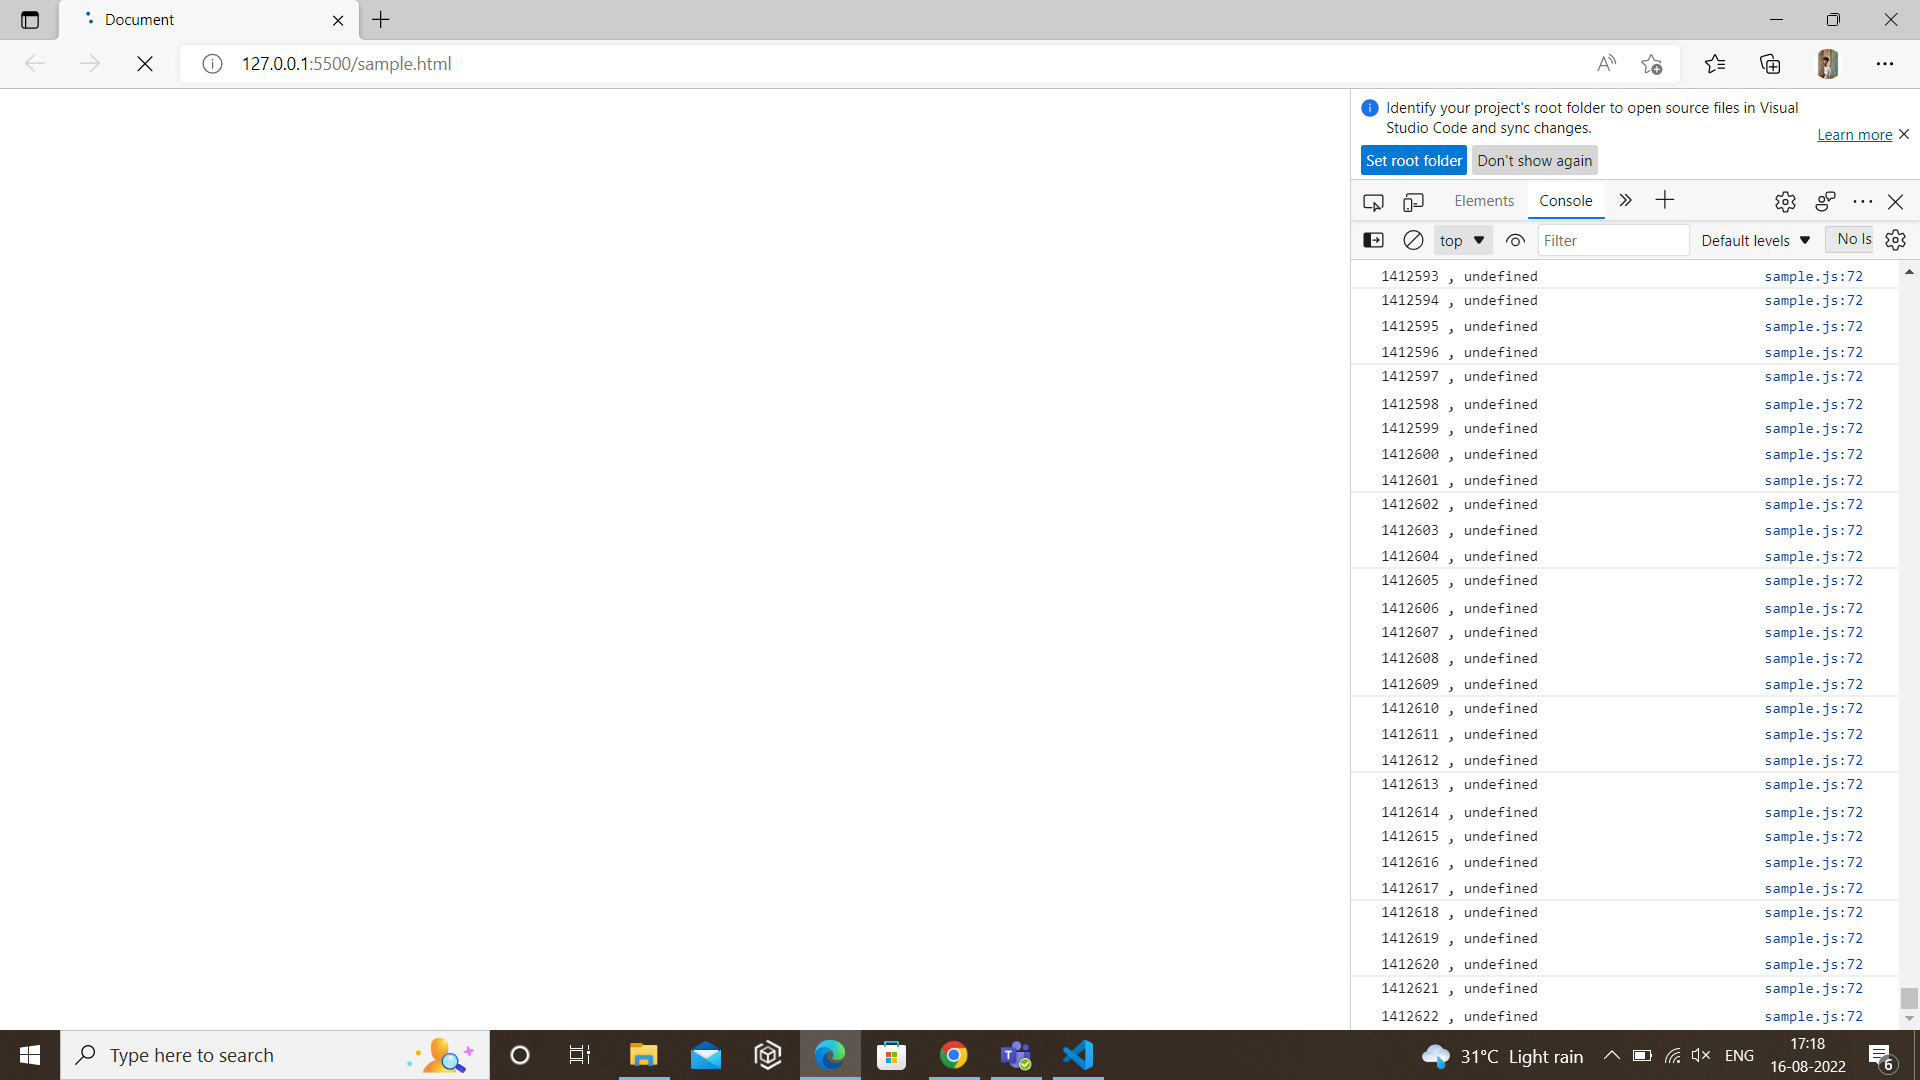 Document
127.0.0.1:5500/sample.html
Identify your project's root folder to open source files in Visual
Studio Code and sync changes.
Learn more
Set root folder
Don't show again
Elements
Console
top
Filter
Default levels
No Is
1412593 , undefined sample.js:72
1412594 , undefined sample.js:72
1412595 , undefined sample.js:72
1412596 , undefined sample.js:72
1412597 , undefined sample.js:72
1412598 , undefined sample.js:72
1412599 , undefined sample.js:72
1412600 , undefined sample.js:72
1412601 , undefined sample.js:72
1412602 , undefined sample.js:72
1412603 , undefined sample.js:72
1412604 , undefined sample.js:72
1412605 , undefined sample.js:72
1412606 , undefined sample.js:72
1412607 , undefined sample.js:72
1412608 , undefined sample.js:72
1412609 , undefined sample.js:72
1412610 , undefined sample.js:72
1412611 , undefined sample.js:72
1412612 , undefined sample.js:72
1412613 , undefined sample.js:72
1412614 , undefined sample.js:72
1412615 , undefined sample.js:72
1412616 , undefined sample.js:72
1412617 , undefined sample.js:72
1412618 , undefined sample.js:72
1412619 , undefined sample.js:72
1412620 , undefined sample.js:72
1412621 , undefined sample.js:72
1412622 , undefined sample.js:72
Type here to search
31°C Light rain
ENG
17:18
16-08-2022
6